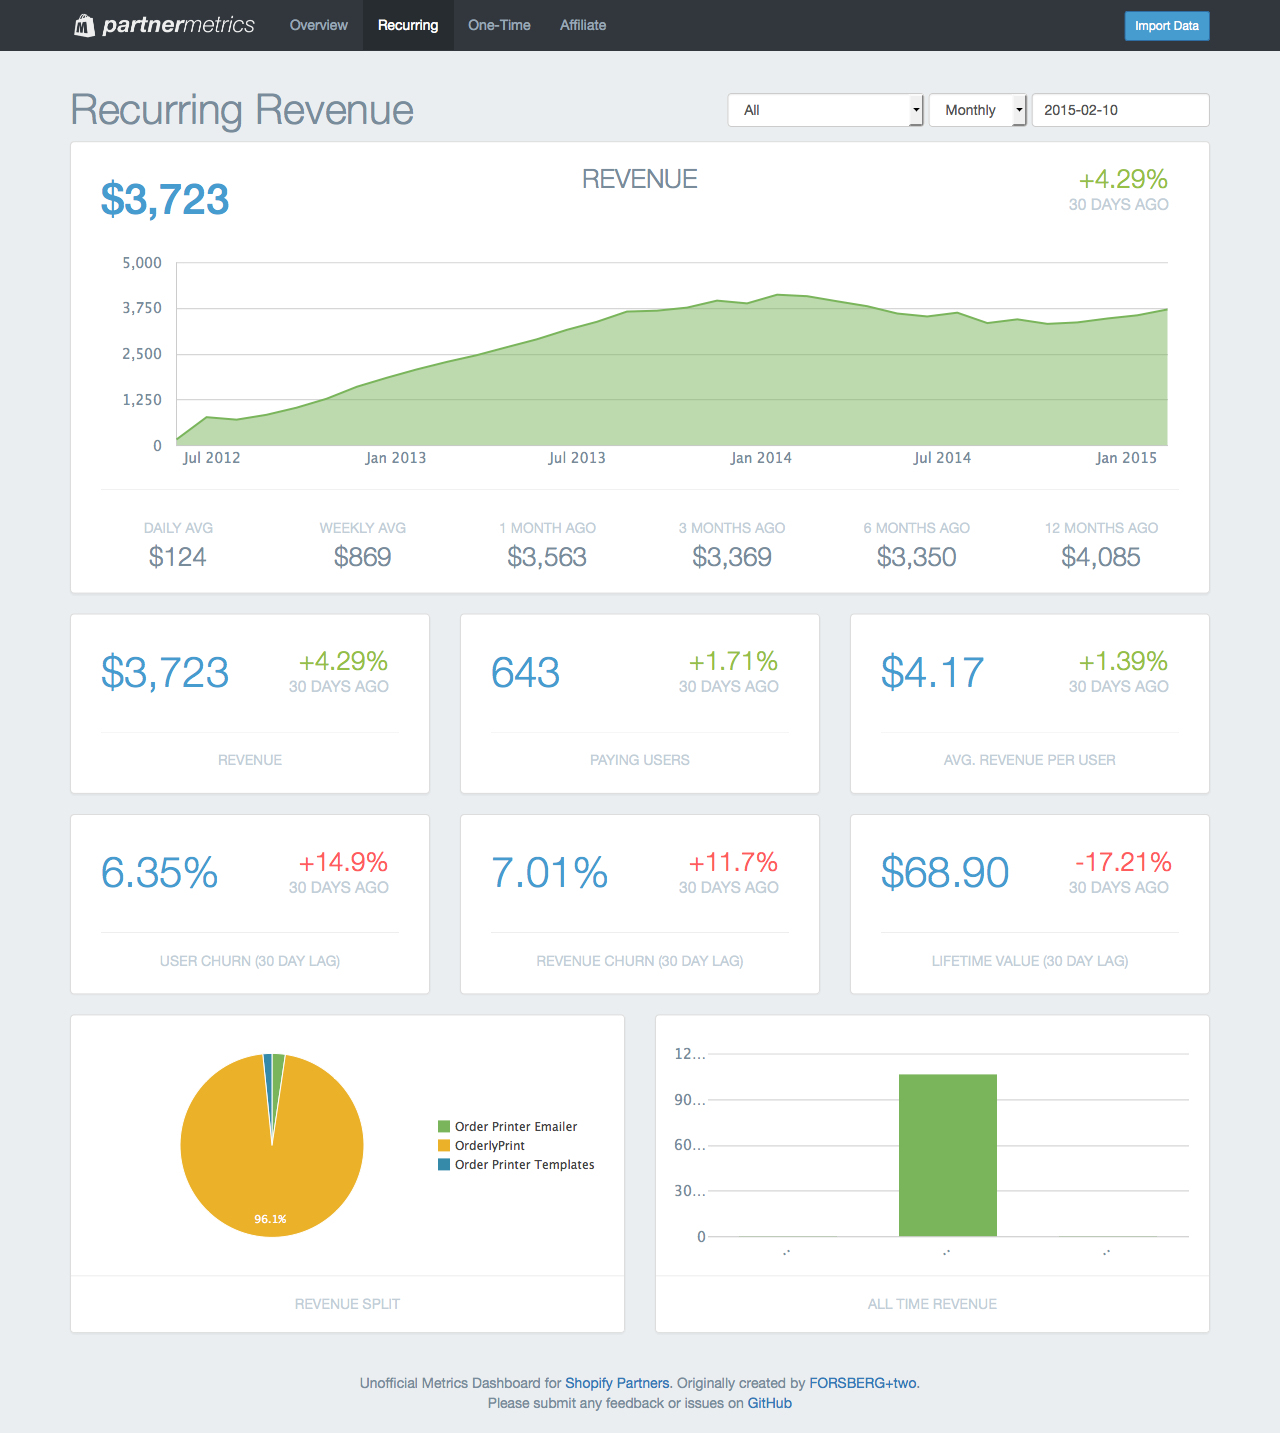 partnermetrics Overview Recurring One-Time Affiliate Import Data
Recurring Revenue
All Monthly 2015-02-10
$3,723 REVENUE +4.29%
30 DAYS AGO
5,000
3,750
2,500
1,250
0
Jul 2012 Jan 2013 Jul 2013 Jan 2014 Jul 2014 Jan 2015
DAILY AVG WEEKLY AVG 1 MONTH AGO 3 MONTHS AGO 6 MONTHS AGO 12 MONTHS AGO
$124 $869 $3,563 $3,369 $3,350 $4,085
$3,723 +4.29% 643 +1.71% $4.17 +1.39%
30 DAYS AGO 30 DAYS AGO 30 DAYS AGO
REVENUE PAYING USERS AVG. REVENUE PER USER
6.35% +14.9% 7.01% +11.7% $68.90 -17.21%
30 DAYS AGO 30 DAYS AGO 30 DAYS AGO
USER CHURN (30 DAY LAG) REVENUE CHURN (30 DAY LAG) LIFETIME VALUE (30 DAY LAG)
Order Printer Emailer
OrderlyPrint
Order Printer Templates
96.1%
REVENUE SPLIT
12...
90...
60...
30...
0
ALL TIME REVENUE
Unofficial Metrics Dashboard for Shopify Partners. Originally created by FORSBERG+two.
Please submit any feedback or issues on GitHub